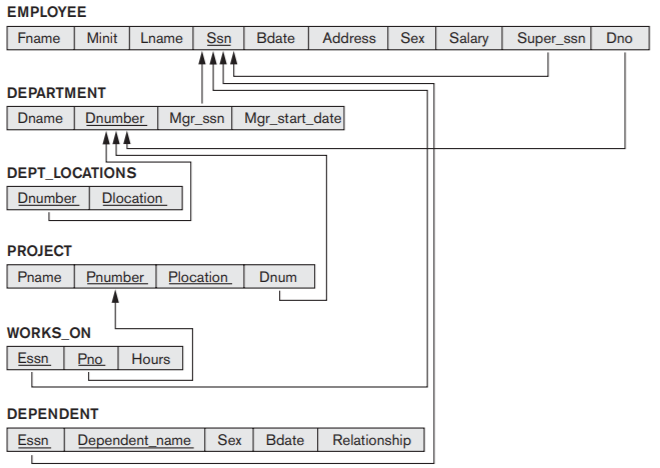 EMPLOYEE
Fname Minit Lname Ssn Bdate Address Sex Salary Super_ssn Dno
DEPARTMENT
Dname Dnumber Mgr_ssn Mgr_start_date
DEPT_LOCATIONS
Dnumber Dlocation
PROJECT
Pname Pnumber Plocation Dnum
WORKS_ON
Essn Pno Hours
DEPENDENT
Essn Dependent_name Sex Bdate Relationship